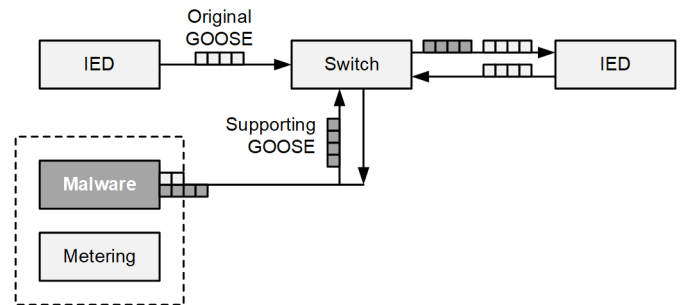 Original
GOOSE
IED
Switch
IED
Supporting
GOOSE
Malware
Metering